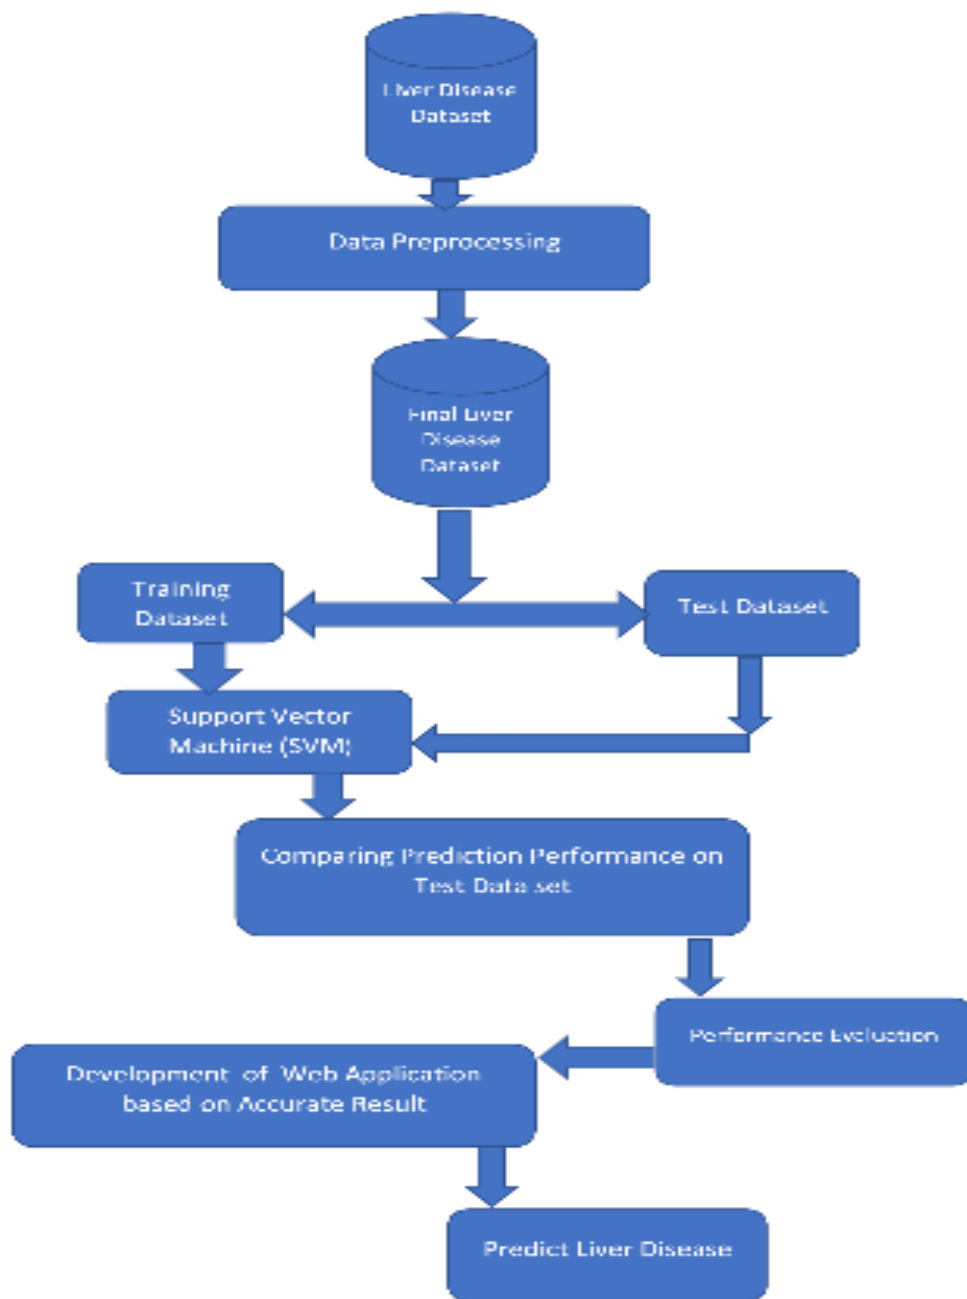 Liver Disease
Dataset
Data Preprocessing
Final Liver
Disease
Dataset
Training
Dataset
Test Dataset
Support Vector
Machine (SVM)
Comparing Prediction Performance on
Test Data set
Performance Evaluation
Development of Web Application
based on Accurate Result
Predict Liver Disease